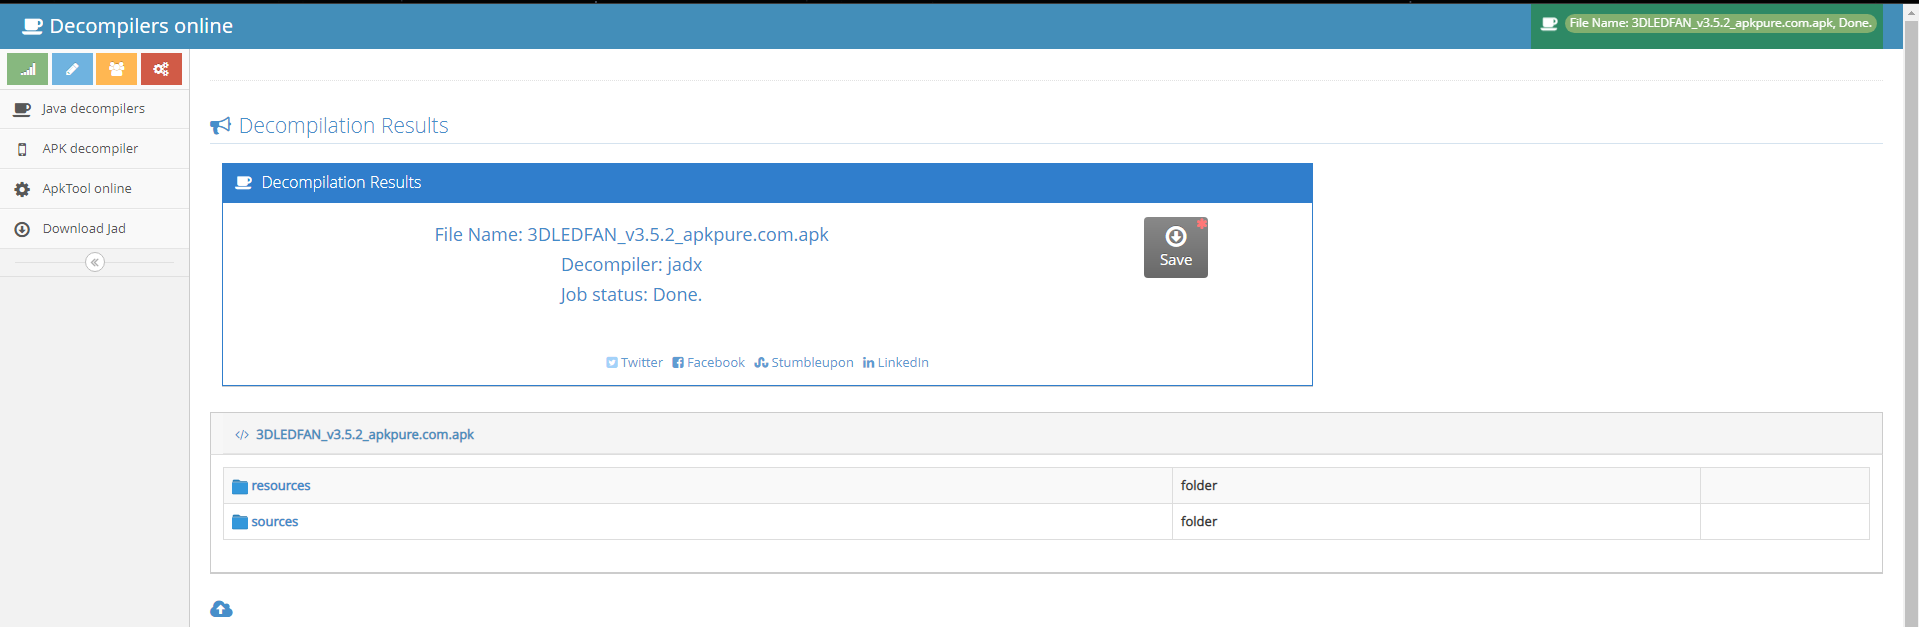 Decompilers online
File Name: 3DLEDFAN_v3.5.2_apkpure.com.apk, Done.
Java decompilers
APK decompiler
ApkTool online
Download Jad
Decompilation Results
Decompilation Results
File Name: 3DLEDFAN_v3.5.2_apkpure.com.apk
Decompiler: jadx
Job status: Done.
Save
Twitter Facebook Stumbleupon LinkedIn
3DLEDFAN_v3.5.2_apkpure.com.apk
resources folder
sources folder